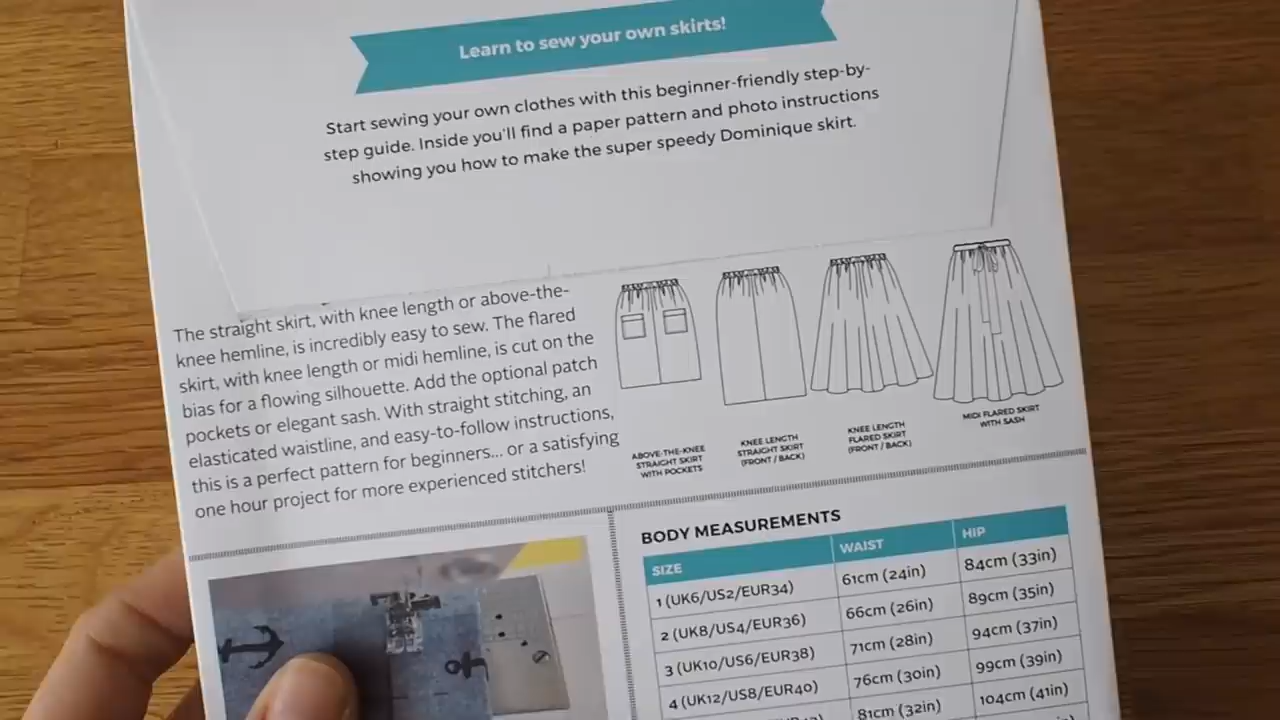 Learn to sew your own skirts!
Start sewing your own clothes with this beginner-friendly step-by-
step guide. Inside you'll find a paper pattern and photo instructions
showing you how to make the super speedy Dominique skirt.
The straight skirt, with knee length or above-the-
knee hemline, is incredibly easy to sew. The flared
skirt, with knee length or midi hemline, is cut on the
bias for a flowing silhouette. Add the optional patch
pockets or elegant sash. With straight stitching, an
elasticated waistline, and easy-to-follow instructions,
this is a perfect pattern for beginners... or a satisfying
one hour project for more experienced stitchers!
ABOVE-THE-KNEE
STRAIGHT SKIRT
WITH POCKETS
KNEE LENGTH
STRAIGHT SKIRT
(FRONT / BACK)
KNEE LENGTH
FLARED SKIRT
(FRONT / BACK)
MIDI FLARED SKIRT
WITH SASH
BODY MEASUREMENTS
SIZE WAIST HIP
1 (UK6/US2/EUR34) 61cm (24in) 84cm (33in)
2 (UK8/US4/EUR36) 66cm (26in) 89cm (35in)
3 (UK10/US6/EUR38) 71cm (28in) 94cm (37in)
4 (UK12/US8/EUR40) 76cm (30in) 99cm (39in)
81cm (32in) 104cm (41in)